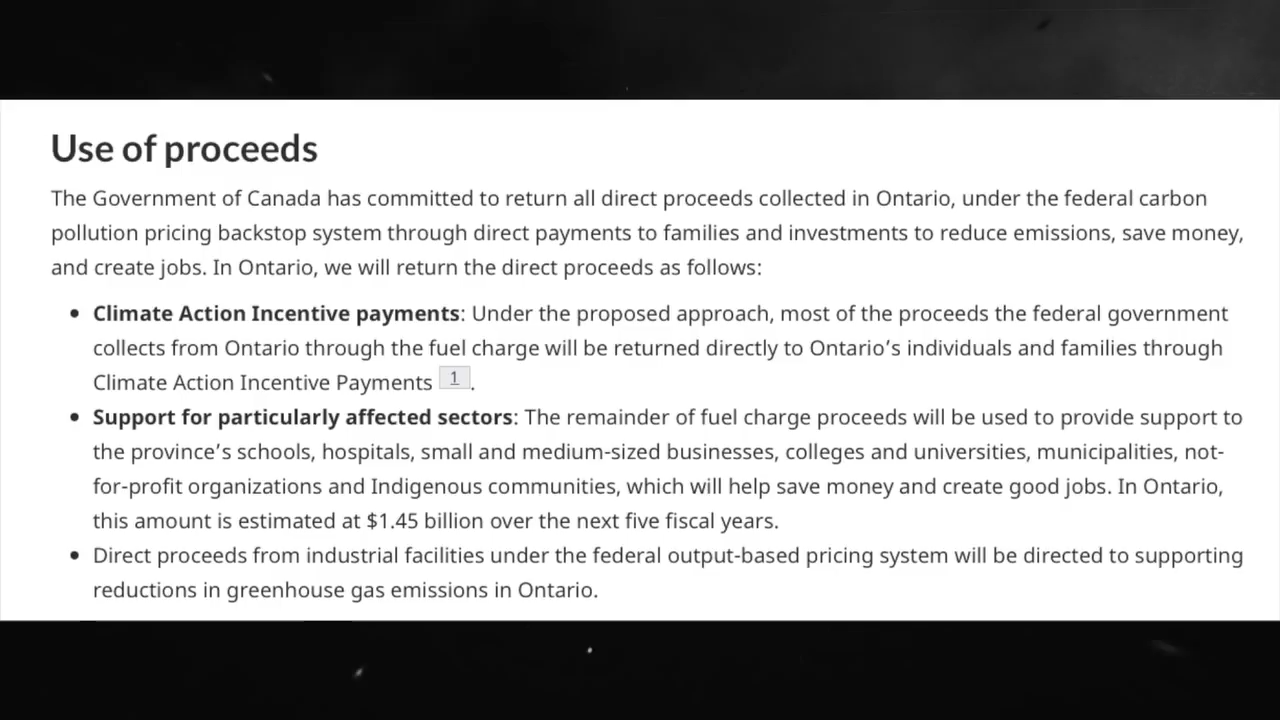 Use of proceeds
The Government of Canada has committed to return all direct proceeds collected in Ontario, under the federal carbon
pollution pricing backstop system through direct payments to families and investments to reduce emissions, save money,
and create jobs. In Ontario, we will return the direct proceeds as follows:
• Climate Action Incentive payments: Under the proposed approach, most of the proceeds the federal government
collects from Ontario through the fuel charge will be returned directly to Ontario’s individuals and families through
Climate Action Incentive Payments 1.
• Support for particularly affected sectors: The remainder of fuel charge proceeds will be used to provide support to
the province’s schools, hospitals, small and medium-sized businesses, colleges and universities, municipalities, not-
for-profit organizations and Indigenous communities, which will help save money and create good jobs. In Ontario,
this amount is estimated at $1.45 billion over the next five fiscal years.
• Direct proceeds from industrial facilities under the federal output-based pricing system will be directed to supporting
reductions in greenhouse gas emissions in Ontario.